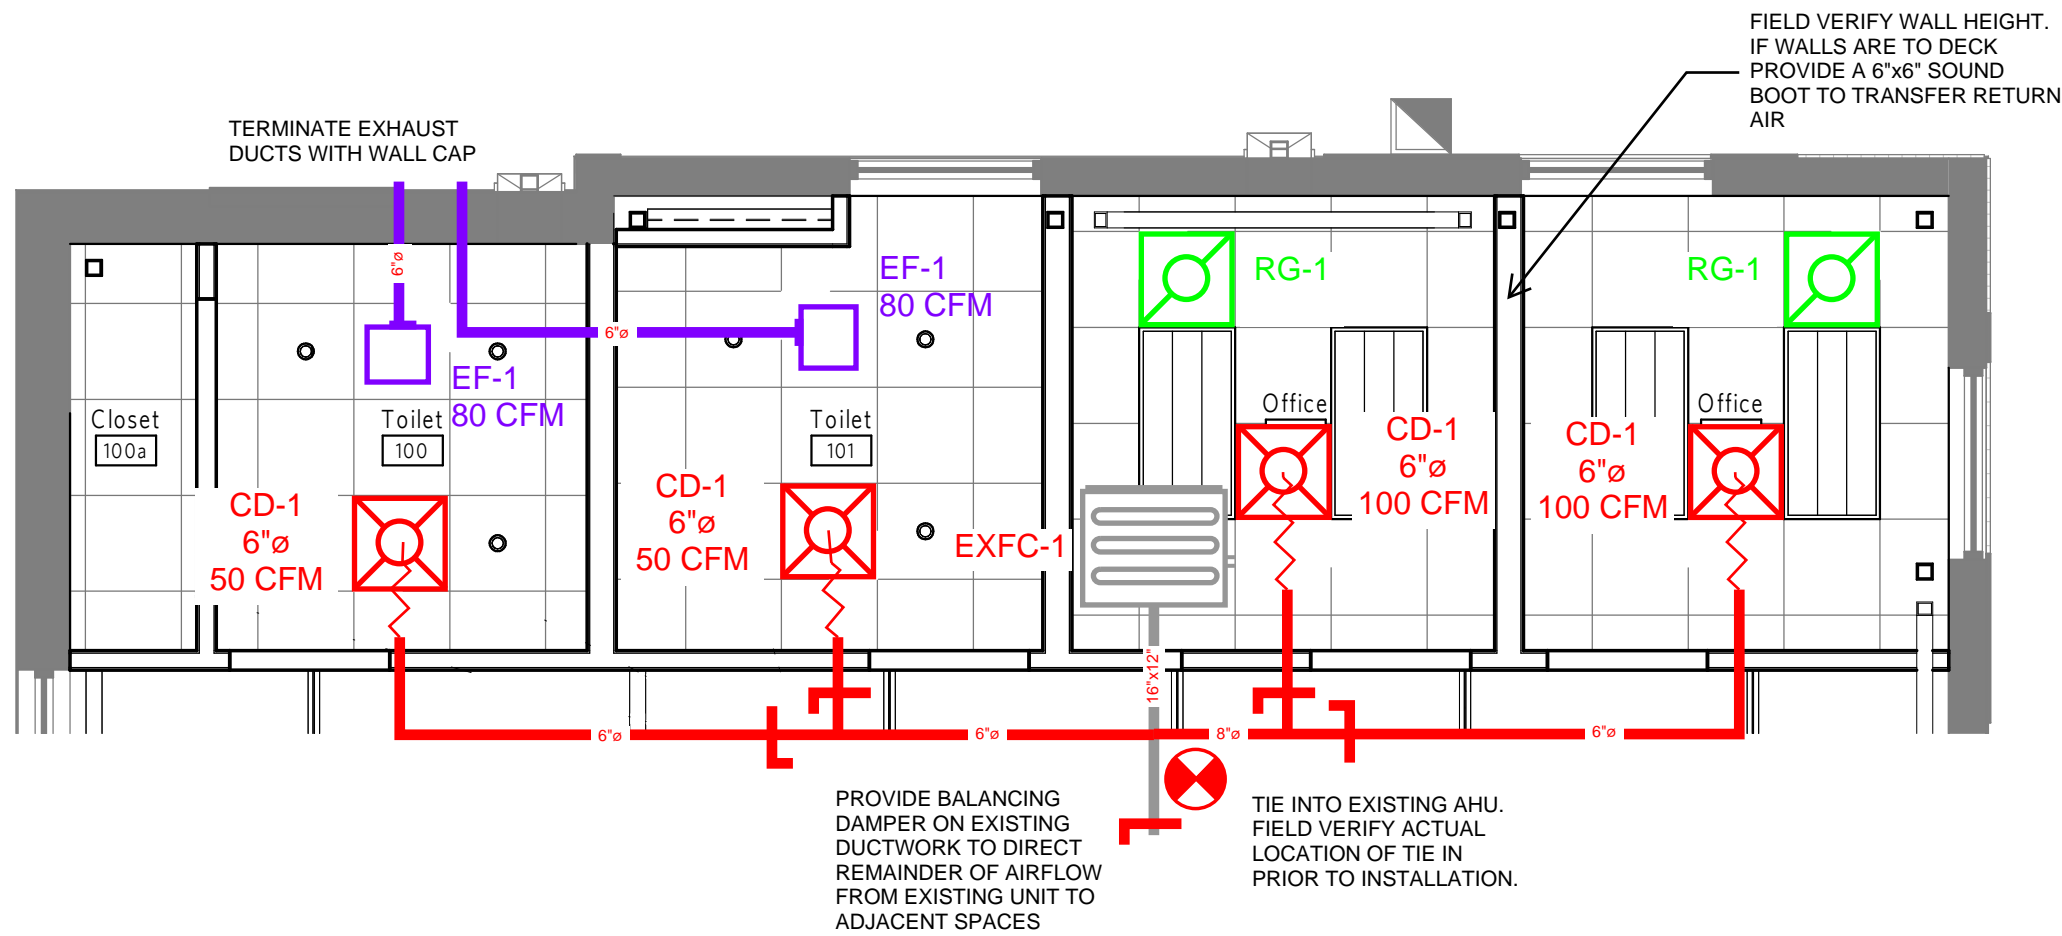 FIELD VERIFY WALL HEIGHT.
IF WALLS ARE TO DECK
PROVIDE A 6"x6" SOUND
BOOT TO TRANSFER RETURN
AIR
TERMINATE EXHAUST
DUCTS WITH WALL CAP
6"ø
EF-1
80 CFM
RG-1
RG-1
6"ø
EF-1
80 CFM
Closet
100a
Toilet
100
Toilet
101
Office
Office
CD-1
6"ø
50 CFM
CD-1
6"ø
50 CFM
EXFC-1
CD-1
6"ø
100 CFM
CD-1
6"ø
100 CFM
16"x12"
6"ø
6"ø
8"ø
6"ø
PROVIDE BALANCING
DAMPER ON EXISTING
DUCTWORK TO DIRECT
REMAINDER OF AIRFLOW
FROM EXISTING UNIT TO
ADJACENT SPACES
TIE INTO EXISTING AHU.
FIELD VERIFY ACTUAL
LOCATION OF TIE IN
PRIOR TO INSTALLATION.